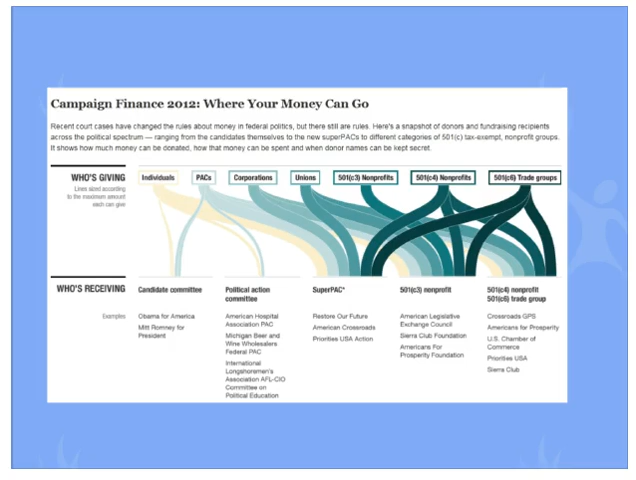 Campaign Finance 2012: Where Your Money Can Go
Recent court cases have changed the rules about money in federal politics, but there still are rules. Here's a snapshot of donors and fundraising recipients
across the political spectrum — ranging from the candidates themselves to the new superPACs to different categories of 501(c) tax-exempt, nonprofit groups.
It shows how much money can be donated, how that money can be spent and when donor names can be kept secret.
WHO'S GIVING
Lines sized according
to the maximum amount
each can give
Individuals
PACs
Corporations
Unions
501(c3) Nonprofits
501(c4) Nonprofits
501(c6) Trade groups
WHO'S RECEIVING
Examples
Candidate committee
Obama for America
Mitt Romney for
President
Political action
committee
American Hospital
Association PAC
Michigan Beer and
Wine Wholesalers
Federal PAC
International
Longshoremen's
Association AFL-CIO
Committee on
Political Education
SuperPAC*
Restore Our Future
American Crossroads
Priorities USA Action
501(c3) nonprofit
American Legislative
Exchange Council
Sierra Club Foundation
Americans For
Prosperity Foundation
501(c4) nonprofit
501(c6) trade group
Crossroads GPS
Americans for Prosperity
U.S. Chamber of
Commerce
Priorities USA
Sierra Club